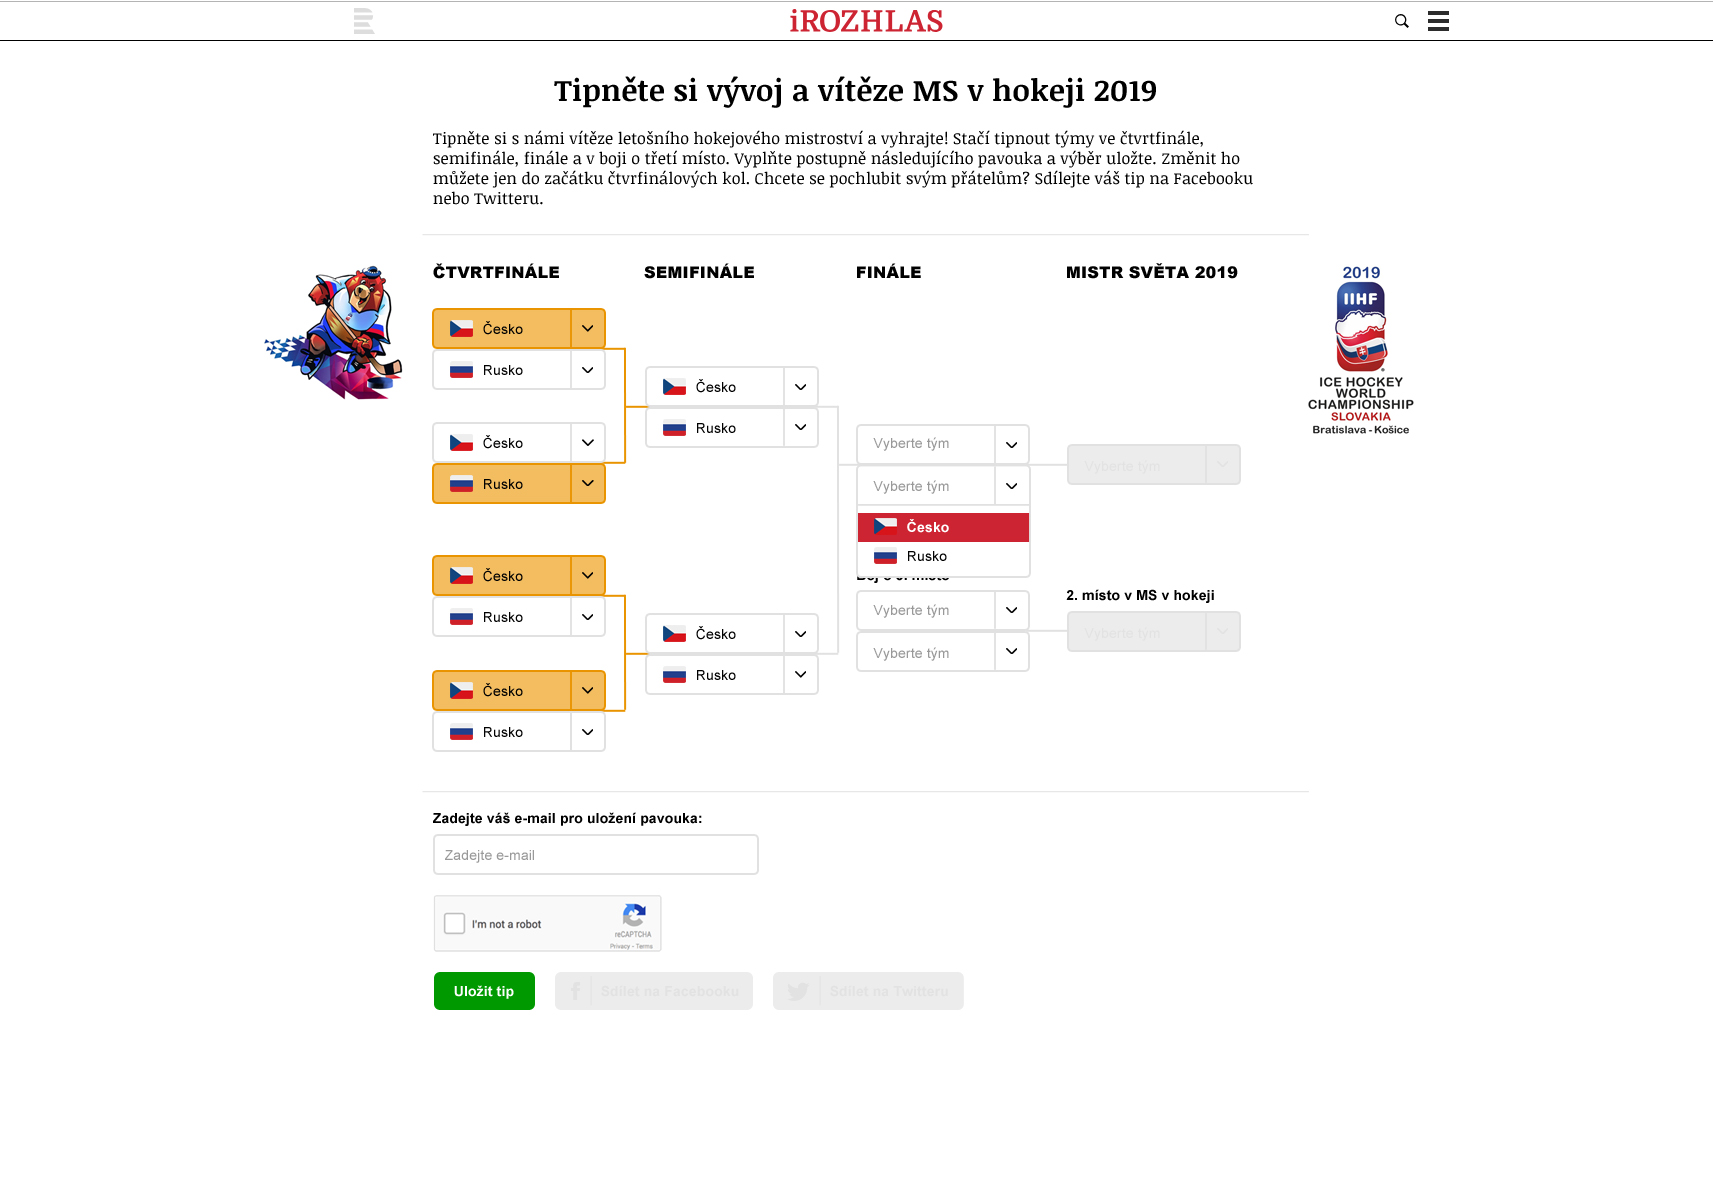 iROZHLAS
Tipněte si vývoj a vítěze MS v hokeji 2019
Tipněte si s námi vítěze letošního hokejového mistroství a vyhrajte! Stačí tipnout týmy ve čtvrtfinále,
semifinále, finále a v boji o třetí místo. Vyplňte postupně následujícího pavouka a výběr uložte. Změnit ho
můžete jen do začátku čtvrfinálových kol. Chcete se pochlubit svým přátelům? Sdílejte váš tip na Facebooku
nebo Twitteru.
ČTVRTFINÁLE
Česko
Rusko
Česko
Rusko
Česko
Rusko
Česko
Rusko
SEMIFINÁLE
Česko
Rusko
Česko
Rusko
FINÁLE
Vyberte tým
Vyberte tým
Česko
Rusko
Vyberte tým
Vyberte tým
MISTR SVĚTA 2019
Vyberte tým
2. místo v MS v hokeji
Vyberte tým
2019
IIHF
ICE HOCKEY
WORLD
CHAMPIONSHIP
SLOVAKIA
Bratislava - Košice
Zadejte váš e-mail pro uložení pavouka:
Zadejte e-mail
I'm not a robot
reCAPTCHA
Privacy - Terms
Uložit tip
Sdílet na Facebooku
Sdílet na Twitteru